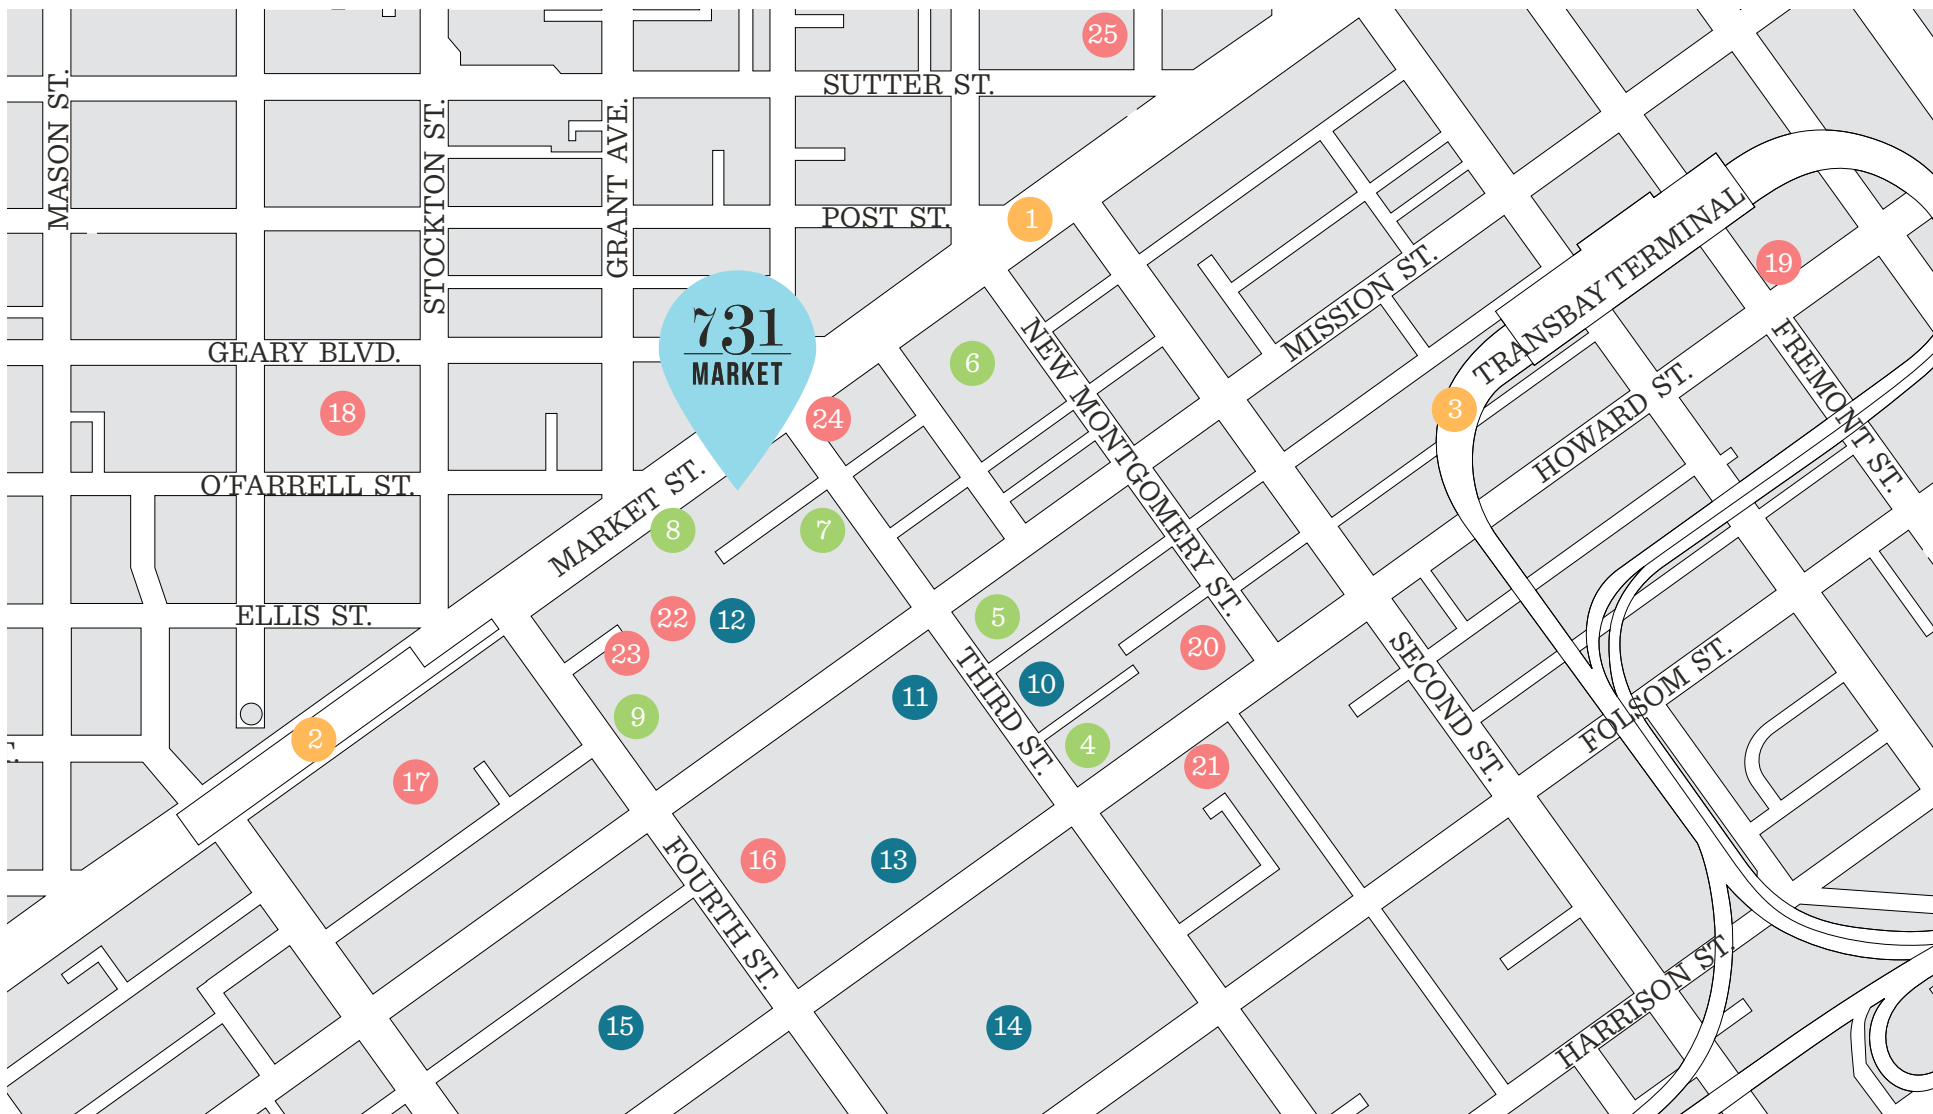 25
SUTTER ST.
MASON ST.
STOCKTON ST.
GRANT AVE.
POST ST.
1
TRANSBAY TERMINAL
19
MISSION ST.
731
MARKET
GEARY BLVD.
6
NEW MONTGOMERY ST.
FREMONT ST.
18
24
3
HOWARD ST.
O'FARRELL ST.
MARKET ST.
8
7
ELLIS ST.
22
12
5
23
20
SECOND ST.
THIRD ST.
10
11
9
FOLSOM ST.
2
4
T.
17
21
FOURTH ST.
16
13
HARRISON ST.
15
14